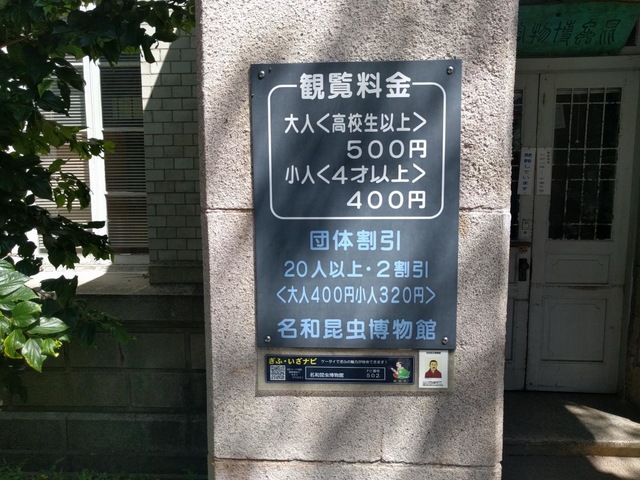 観覧料金
大人＜高校生以上＞
５００円
小人＜４才以上＞
４００円
団体割引
２０人以上・２割引
＜大人４００円小人３２０円＞
名和昆虫博物館
ぎふ・いざナビ
名和昆虫博物館
５０２